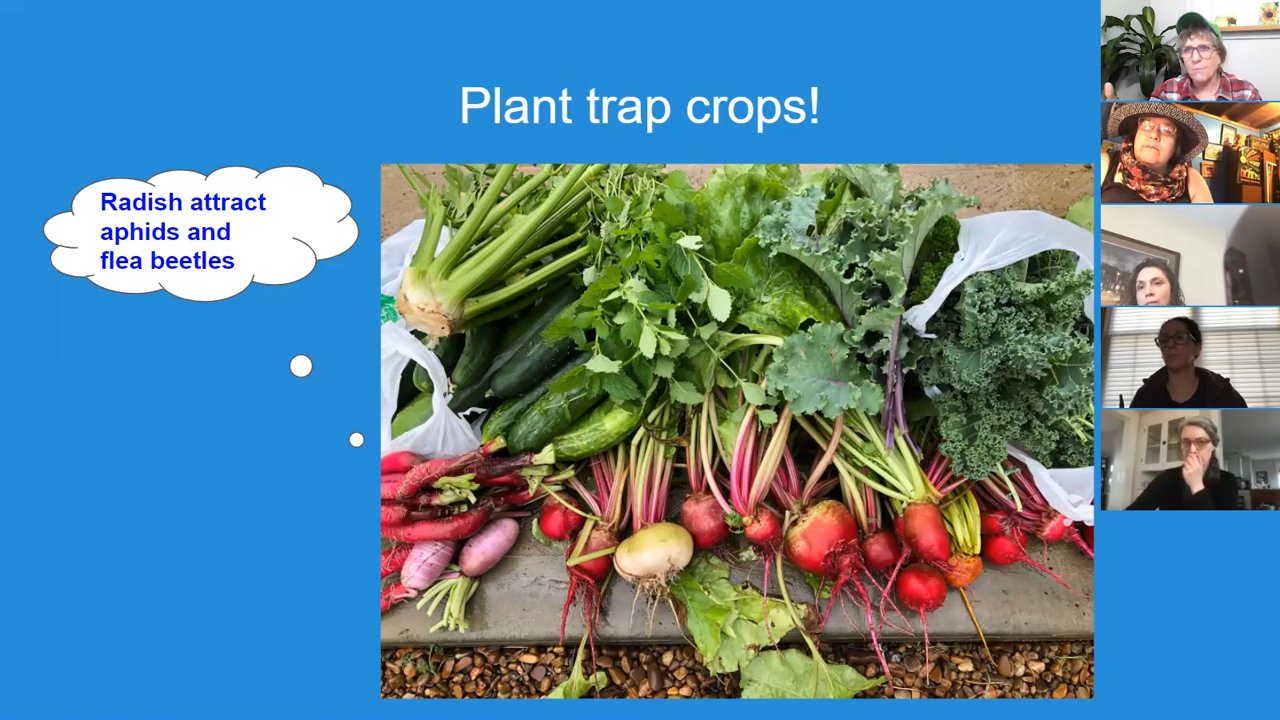 Plant trap crops!
Radish attract
aphids and
flea beetles